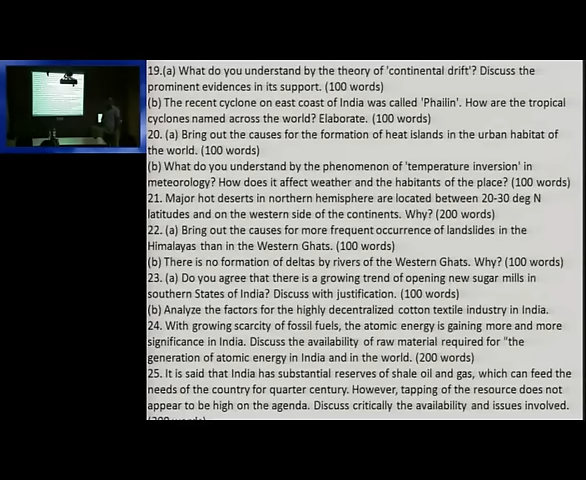 19.(a) What do you understand by the theory of 'continental drift'? Discuss the
prominent evidences in its support. (100 words)
(b) The recent cyclone on east coast of India was called 'Phailin'. How are the tropical
cyclones named across the world? Elaborate. (100 words)
20. (a) Bring out the causes for the formation of heat islands in the urban habitat of
the world. (100 words)
(b) What do you understand by the phenomenon of 'temperature inversion' in
meteorology? How does it affect weather and the habitants of the place? (100 words)
21. Major hot deserts in northern hemisphere are located between 20-30 deg N
latitudes and on the western side of the continents. Why? (200 words)
22. (a) Bring out the causes for more frequent occurrence of landslides in the
Himalayas than in the Western Ghats. (100 words)
(b) There is no formation of deltas by rivers of the Western Ghats. Why? (100 words)
23. (a) Do you agree that there is a growing trend of opening new sugar mills in
southern States of India? Discuss with justification. (100 words)
(b) Analyze the factors for the highly decentralized cotton textile industry in India.
24. With growing scarcity of fossil fuels, the atomic energy is gaining more and more
significance in India. Discuss the availability of raw material required for "the
generation of atomic energy in India and in the world. (200 words)
25. It is said that India has substantial reserves of shale oil and gas, which can feed the
needs of the country for quarter century. However, tapping of the resource does not
appear to be high on the agenda. Discuss critically the availability and issues involved.